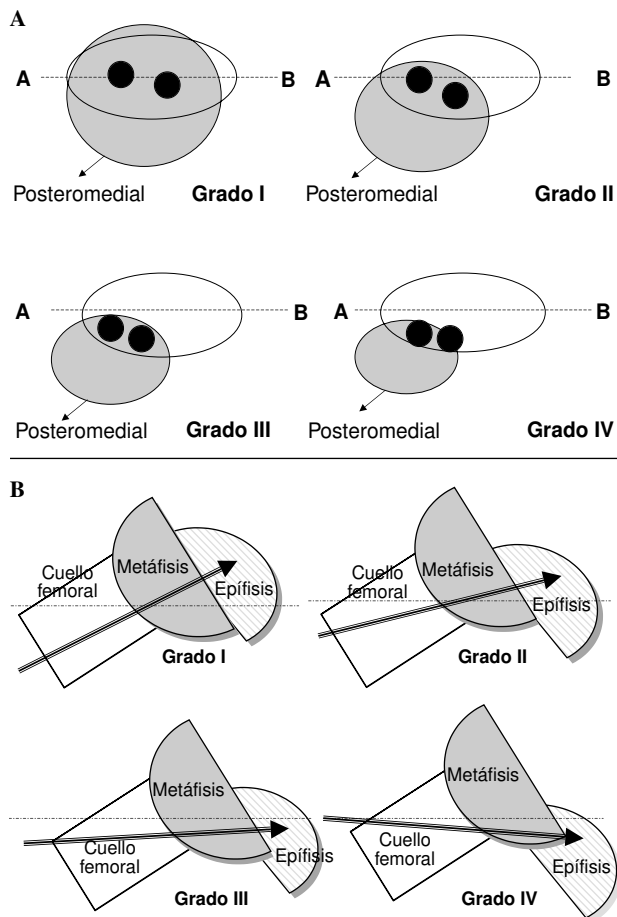 A
A
B
Posteromedial
Grado I
A
B
Posteromedial
Grado II
A
B
Posteromedial
Grado III
A
B
Posteromedial
Grado IV
B
Cuello
femoral
Metáfisis
Epífisis
Grado I
Cuello
femoral
Metáfisis
Epífisis
Grado II
Metáfisis
Cuello
femoral
Epífisis
Grado III
Metáfisis
Cuello
femoral
Epífisis
Grado IV